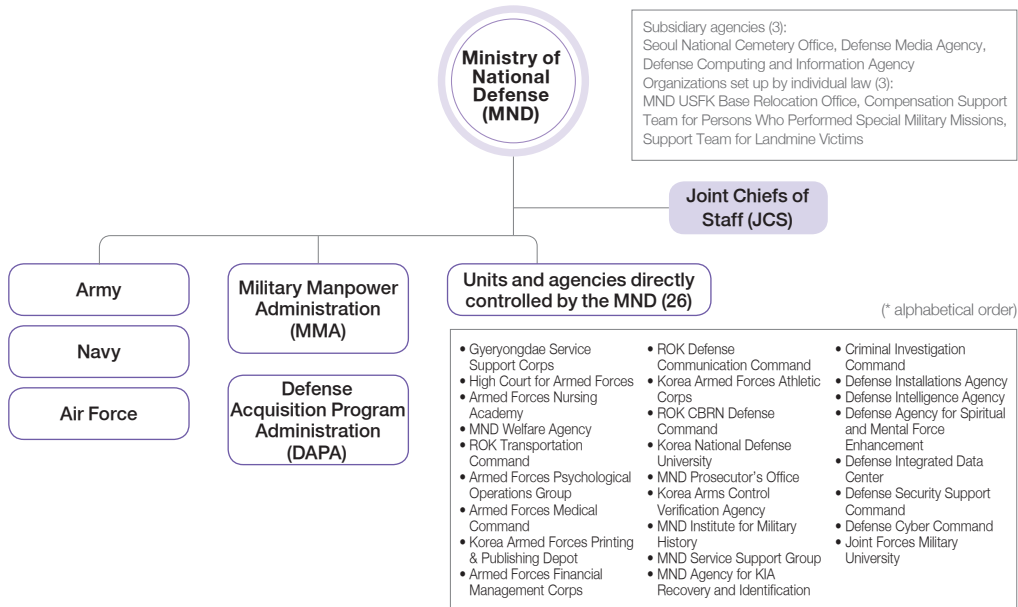 Ministry of
National
Defense
(MND)
Subsidiary agencies (3):
Seoul National Cemetery Office, Defense Media Agency,
Defense Computing and Information Agency
Organizations set up by individual law (3):
MND USFK Base Relocation Office, Compensation Support
Team for Persons Who Performed Special Military Missions,
Support Team for Landmine Victims
Joint Chiefs of
Staff (JCS)
Army
Navy
Air Force
Military Manpower
Administration
(MMA)
Defense
Acquisition Program
Administration
(DAPA)
Units and agencies directly
controlled by the MND (26)
(* alphabetical order)
• Gyeryongdae Service
Support Corps
• High Court for Armed Forces
• Armed Forces Nursing
Academy
• MND Welfare Agency
• ROK Transportation
Command
• Armed Forces Psychological
Operations Group
• Armed Forces Medical
Command
• Korea Armed Forces Printing
& Publishing Depot
• Armed Forces Financial
Management Corps
• ROK Defense
Communication Command
• Korea Armed Forces Athletic
Corps
• ROK CBRN Defense
Command
• Korea National Defense
University
• MND Prosecutor's Office
• Korea Arms Control
Verification Agency
• MND Institute for Military
History
• MND Service Support Group
• MND Agency for KIA
Recovery and Identification
• Criminal Investigation
Command
• Defense Installations Agency
• Defense Intelligence Agency
• Defense Agency for Spiritual
and Mental Force
Enhancement
• Defense Integrated Data
Center
• Defense Security Support
Command
• Defense Cyber Command
• Joint Forces Military
University